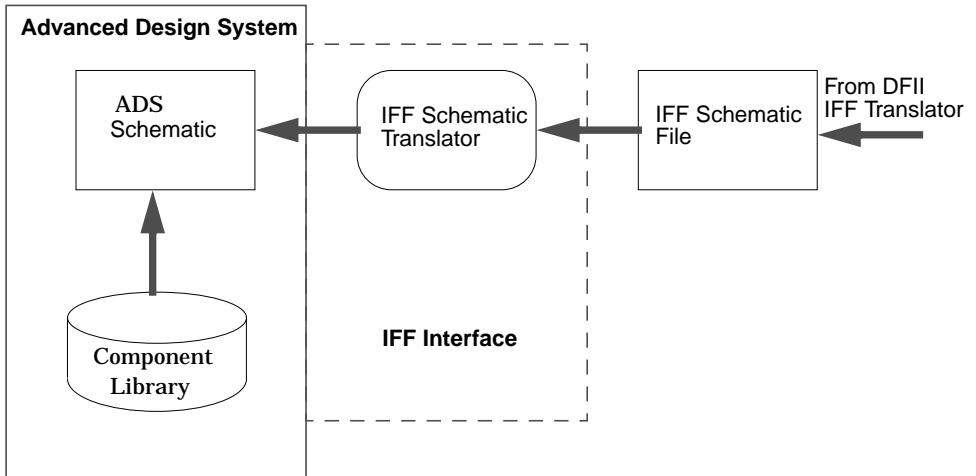 Advanced Design System
ADS
Schematic
IFF Schematic
Translator
IFF Schematic
File
From DFII
IFF Translator
Component
Library
IFF Interface